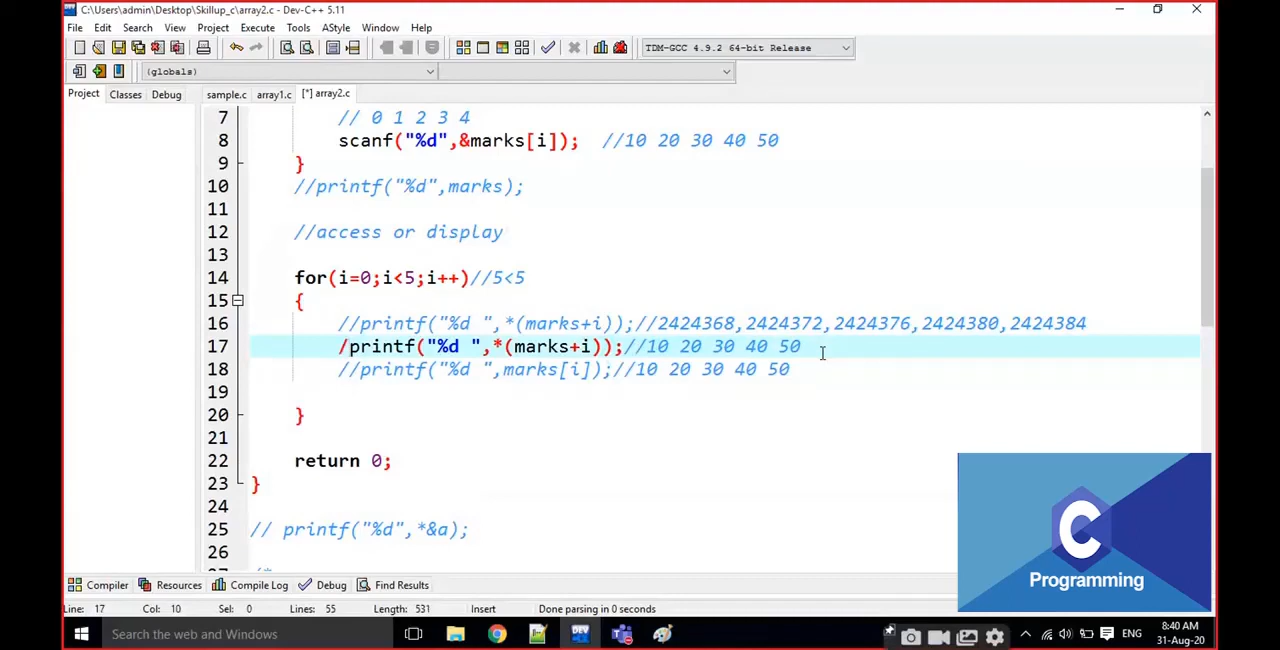 C:\Users\admin\Desktop\Skillup_c\array2.c - Dev-C++ 5.11
File Edit Search View Project Execute Tools AStyle Window Help
TDM-GCC 4.9.2 64-bit Release
(globals)
Project Classes Debug sample.c array1.c [*] array2.c
7 // 0 1 2 3 4
8 scanf("%d",&marks[i]); //10 20 30 40 50
9 }
10 //printf("%d",marks);
11
12 //access or display
13
14 for(i=0;i<5;i++)//5<5
15 {
16 //printf("%d ",*(marks+i));//2424368,2424372,2424376,2424380,2424384
17 /printf("%d ",*(marks+i));//10 20 30 40 50
18 //printf("%d ",marks[i]);//10 20 30 40 50
19
20 }
21
22 return 0;
23 }
24
25 // printf("%d",*&a);
26
/*
C
Programming
Compiler Resources Compile Log Debug Find Results
Line: 17 Col: 10 Sel: 0 Lines: 55 Length: 531 Insert Done parsing in 0 seconds
Search the web and Windows
DEV
ENG
8:40 AM
31-Aug-20